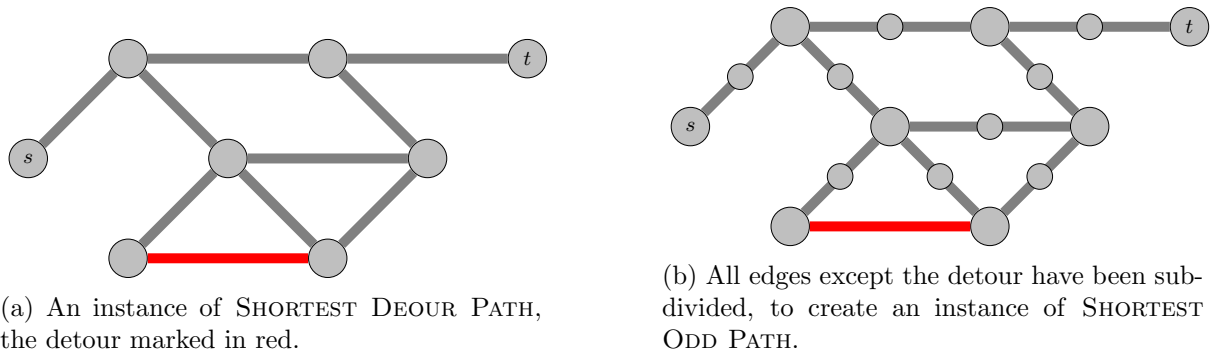 t
s
t
s
(a) An instance of SHORTEST DEOUR PATH,
the detour marked in red.
(b) All edges except the detour have been sub-
divided, to create an instance of SHORTEST
ODD PATH.